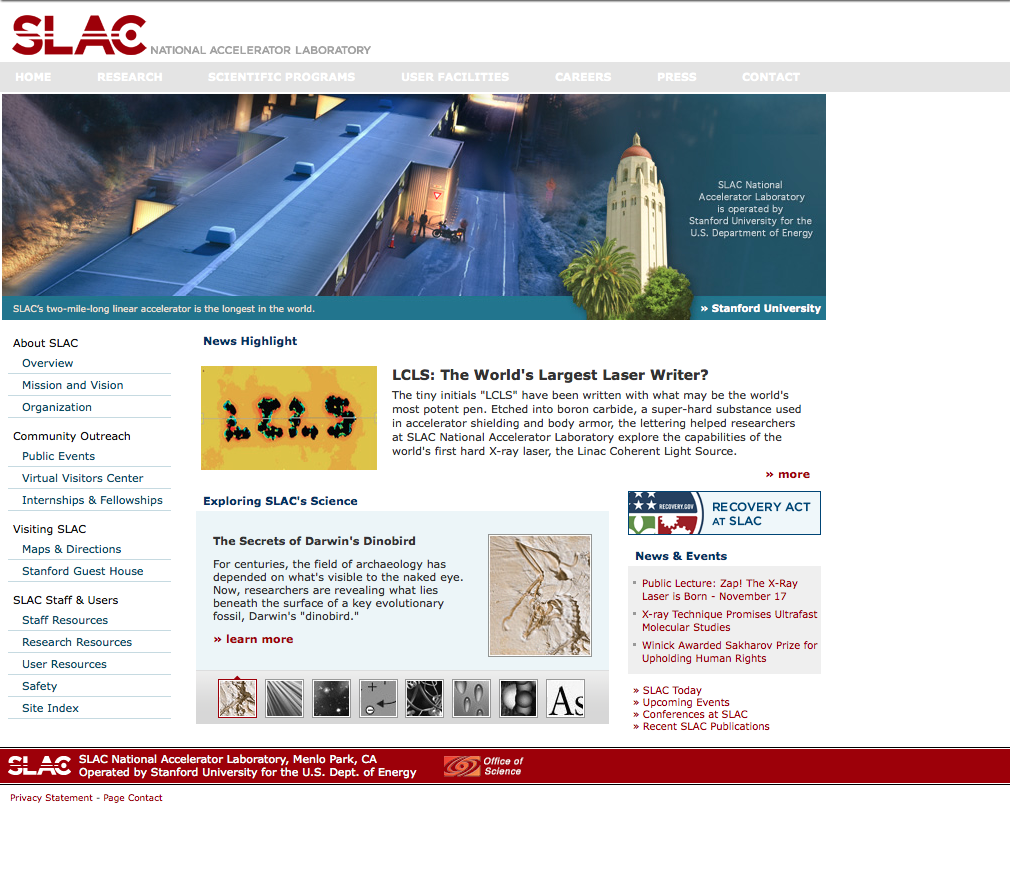 SLAC NATIONAL ACCELERATOR LABORATORY
HOME RESEARCH SCIENTIFIC PROGRAMS USER FACILITIES CAREERS PRESS CONTACT
SLAC National
Accelerator Laboratory
is operated by
Stanford University for the
U.S. Department of Energy
SLAC's two-mile-long linear accelerator is the longest in the world.
» Stanford University
About SLAC
Overview
Mission and Vision
Organization
Community Outreach
Public Events
Virtual Visitors Center
Internships & Fellowships
Visiting SLAC
Maps & Directions
Stanford Guest House
SLAC Staff & Users
Staff Resources
Research Resources
User Resources
Safety
Site Index
News Highlight
LCLS
LCLS: The World's Largest Laser Writer?
The tiny initials "LCLS" have been written with what may be the world's
most potent pen. Etched into boron carbide, a super-hard substance used
in accelerator shielding and body armor, the lettering helped researchers
at SLAC National Accelerator Laboratory explore the capabilities of the
world's first hard X-ray laser, the Linac Coherent Light Source.
» more
Exploring SLAC's Science
The Secrets of Darwin's Dinobird
For centuries, the field of archaeology has
depended on what's visible to the naked eye.
Now, researchers are revealing what lies
beneath the surface of a key evolutionary
fossil, Darwin's "dinobird."
» learn more
As
RECOVERY.GOV
RECOVERY ACT
AT SLAC
News & Events
Public Lecture: Zap! The X-Ray
Laser is Born - November 17
X-ray Technique Promises Ultrafast
Molecular Studies
Winick Awarded Sakharov Prize for
Upholding Human Rights
» SLAC Today
» Upcoming Events
» Conferences at SLAC
» Recent SLAC Publications
SLAC
SLAC National Accelerator Laboratory, Menlo Park, CA
Operated by Stanford University for the U.S. Dept. of Energy
Office of
Science
Privacy Statement - Page Contact